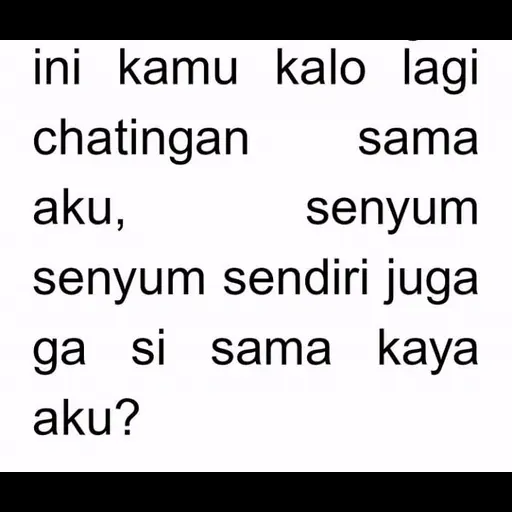 ini kamu kalo lagi
chatingan sama
aku, senyum
senyum sendiri juga
ga si sama kaya
aku?